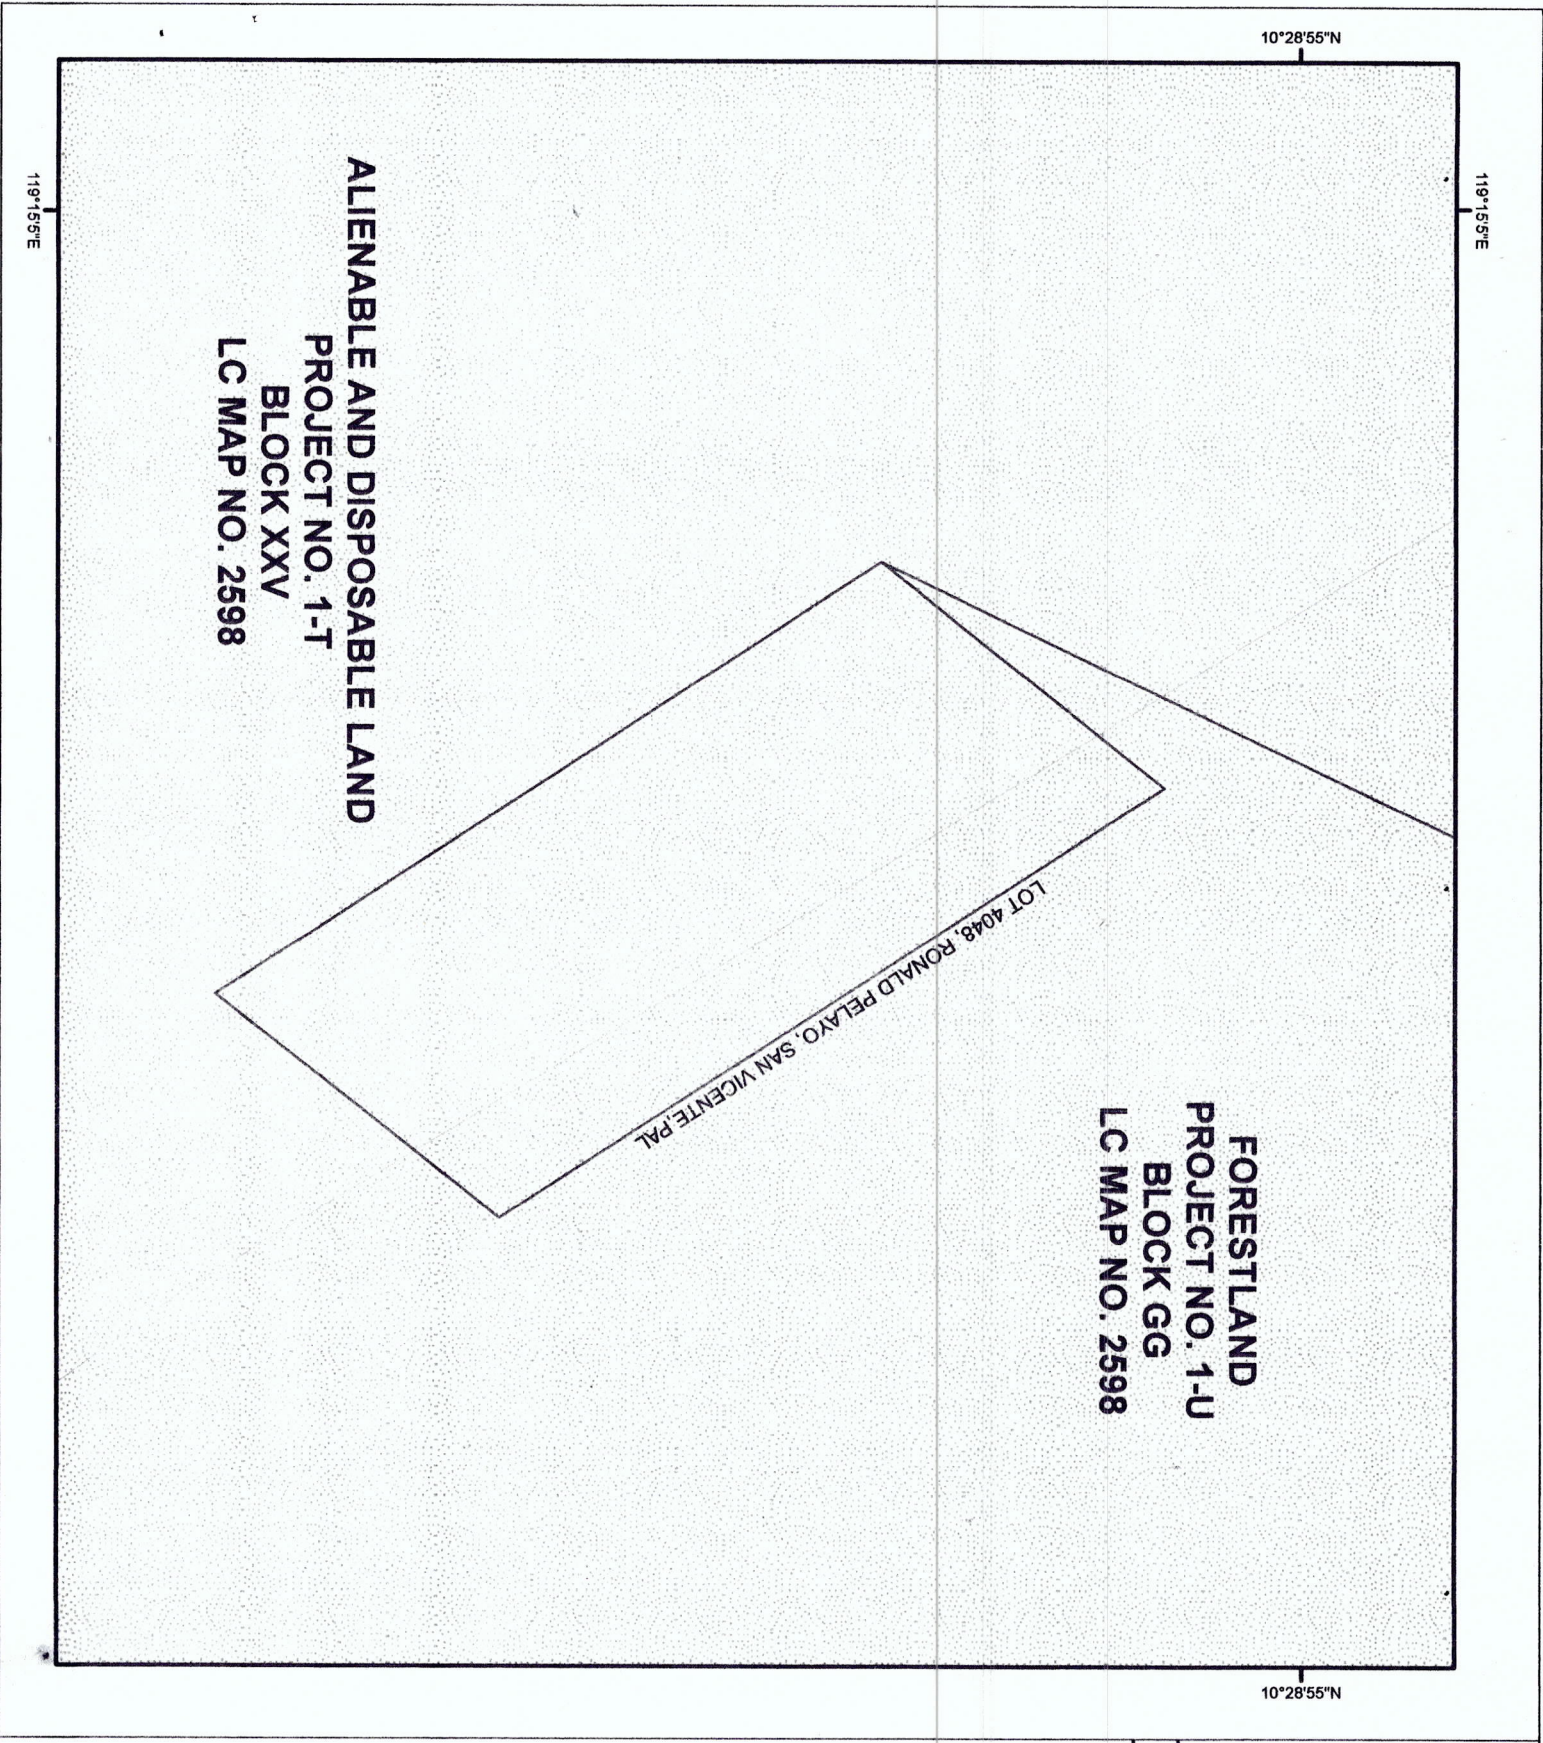 10°28'55"N
119°15'5"E
119°15'5"E
ALIENABLE AND DISPOSABLE LAND
PROJECT NO. 1-T
BLOCK XXV
LC MAP NO. 2598
LOT 4048, RONALD PELAYO, SAN VICENTE,PAL
FORESTLAND
PROJECT NO. 1-U
BLOCK GG
LC MAP NO. 2598
10°28'55"N